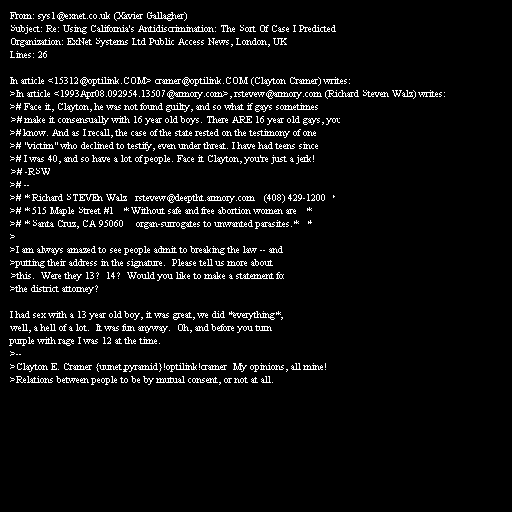 From: sys1@exnet.co.uk (Xavier Gallagher)
Subject: Re: Using California's Antidiscrimination: The Sort Of Case I Predicted
Organization: ExNet Systems Ltd Public Access News, London, UK
Lines: 26

In article <15312@optilink.COM> cramer@optilink.COM (Clayton Cramer) writes:
>In article <1993Apr08.092954.13507@armory.com>, rstevew@armory.com (Richard Steven Walz) writes:
># Face it, Clayton, he was not found guilty, and so what if gays sometimes
># make it consensually with 16 year old boys. There ARE 16 year old gays, you
># know. And as I recall, the case of the state rested on the testimony of one
># "victim" who declined to testify, even under threat. I have had teens since
># I was 40, and so have a lot of people. Face it Clayton, you're just a jerk!
># -RSW
># --
># * Richard STEVEn Walz   rstevew@deeptht.armory.com   (408) 429-1200  *
># * 515 Maple Street #1   * Without safe and free abortion women are   *
># * Santa Cruz, CA 95060    organ-surrogates to unwanted parasites.*   *
>
>I am always amazed to see people admit to breaking the law -- and
>putting their address in the signature.  Please tell us more about
>this.  Were they 13?  14?  Would you like to make a statement fo
>the district attorney?

I had sex with a 13 year old boy, it was great, we did *everything*,
well, a hell of a lot.  It was fun anyway.  Oh, and before you turn
purple with rage I was 12 at the time.
>--
>Clayton E. Cramer {uunet,pyramid}!optilink!cramer  My opinions, all mine!
>Relations between people to be by mutual consent, or not at all.